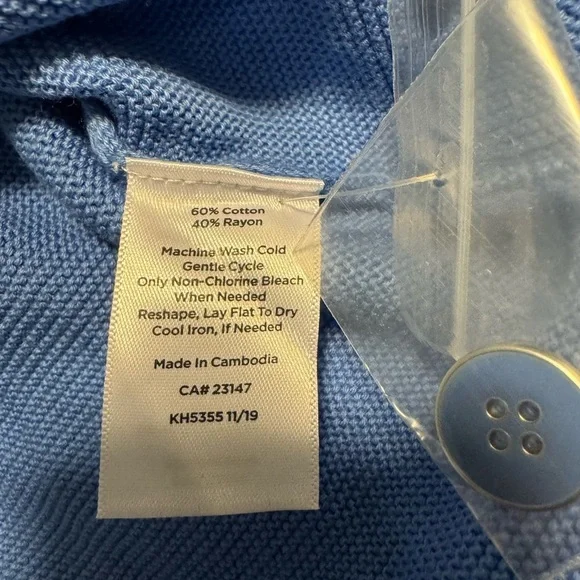 60% Cotton
40% Rayon
Machine Wash Cold
Gentle Cycle
Only Non-Chlorine Bleach
When Needed
Reshape, Lay Flat To Dry
Cool Iron, If Needed
Made In Cambodia
CA# 23147
KH5355 11/19